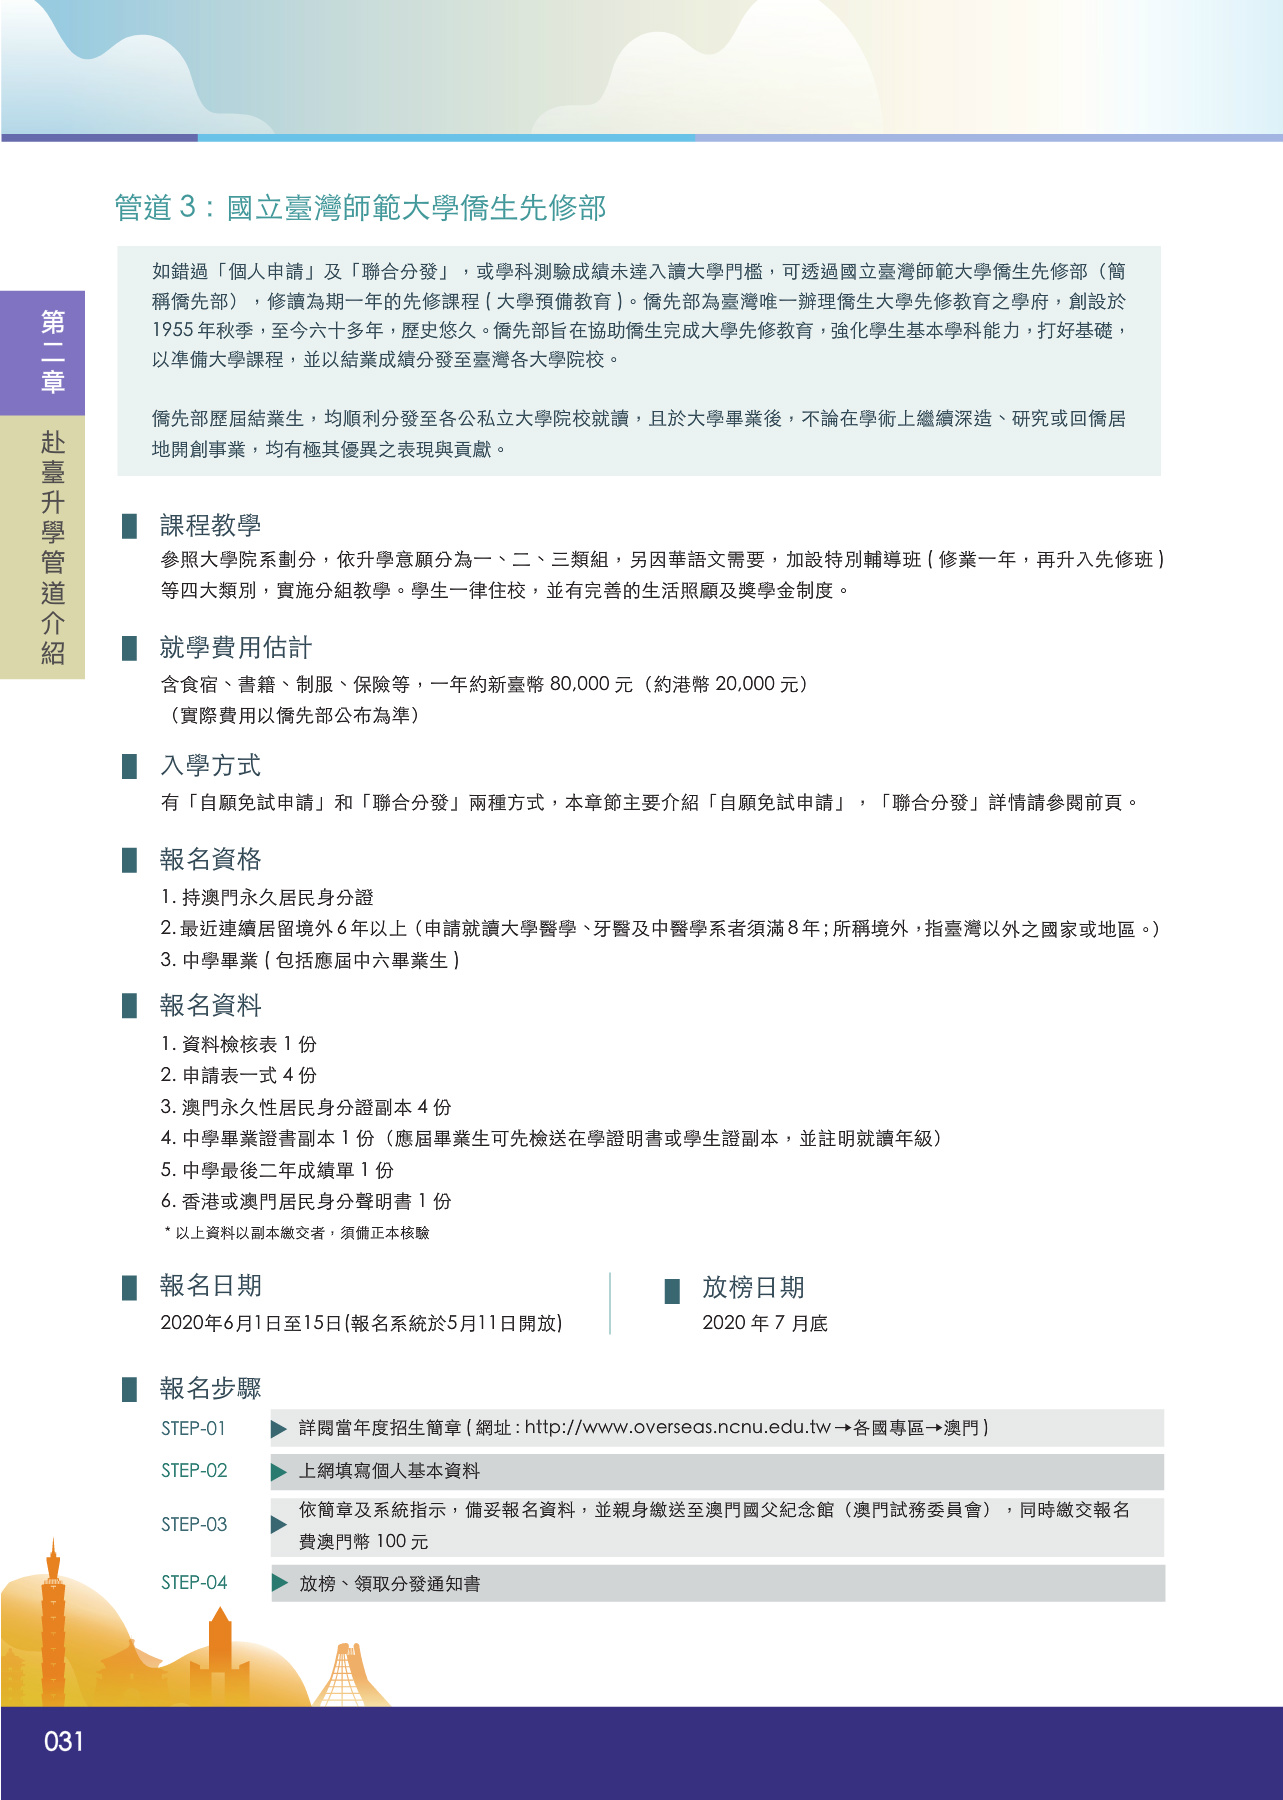 管道 3：國立臺灣師範大學僑生先修部
如錯過「個人申請」及「聯合分發」，或學科測驗成績未達入讀大學門檻，可透過國立臺灣師範大學僑生先修部（簡
稱僑先部），修讀為期一年的先修課程 ( 大學預備教育 )。僑先部為臺灣唯一辦理僑生大學先修教育之學府，創設於
1955 年秋季，至今六十多年，歷史悠久。僑先部旨在協助僑生完成大學先修教育，強化學生基本學科能力，打好基礎，
以凖備大學課程，並以結業成績分發至臺灣各大學院校。
僑先部歷屆結業生，均順利分發至各公私立大學院校就讀，且於大學畢業後，不論在學術上繼續深造、研究或回僑居
地開創事業，均有極其優異之表現與貢獻。
第二章
赴臺升學管道介紹
課程教學
參照大學院系劃分，依升學意願分為一、二、三類組，另因華語文需要，加設特別輔導班 ( 修業一年，再升入先修班 )
等四大類別，實施分組教學。學生一律住校，並有完善的生活照顧及獎學金制度。
就學費用估計
含食宿、書籍、制服、保險等，一年約新臺幣 80,000 元（約港幣 20,000 元）
（實際費用以僑先部公布為準）
入學方式
有「自願免試申請」和「聯合分發」兩種方式，本章節主要介紹「自願免試申請」，「聯合分發」詳情請參閱前頁。
報名資格
1. 持澳門永久居民身分證
2. 最近連續居留境外 6 年以上（申請就讀大學醫學、牙醫及中醫學系者須滿 8 年；所稱境外，指臺灣以外之國家或地區。）
3. 中學畢業 ( 包括應屆中六畢業生 )
報名資料
1. 資料檢核表 1 份
2. 申請表一式 4 份
3. 澳門永久性居民身分證副本 4 份
4. 中學畢業證書副本 1 份（應屆畢業生可先檢送在學證明書或學生證副本，並註明就讀年級）
5. 中學最後二年成績單 1 份
6. 香港或澳門居民身分聲明書 1 份
* 以上資料以副本繳交者，須備正本核驗
報名日期
2020年6月1日至15日(報名系統於5月11日開放)
放榜日期
2020 年 7 月底
報名步驟
STEP-01 詳閱當年度招生簡章 ( 網址 : http://www.overseas.ncnu.edu.tw→各國專區→澳門 )
STEP-02 上網填寫個人基本資料
STEP-03 依簡章及系統指示，備妥報名資料，並親身繳送至澳門國父紀念館（澳門試務委員會），同時繳交報名
費澳門幣 100 元
STEP-04 放榜、領取分發通知書
031